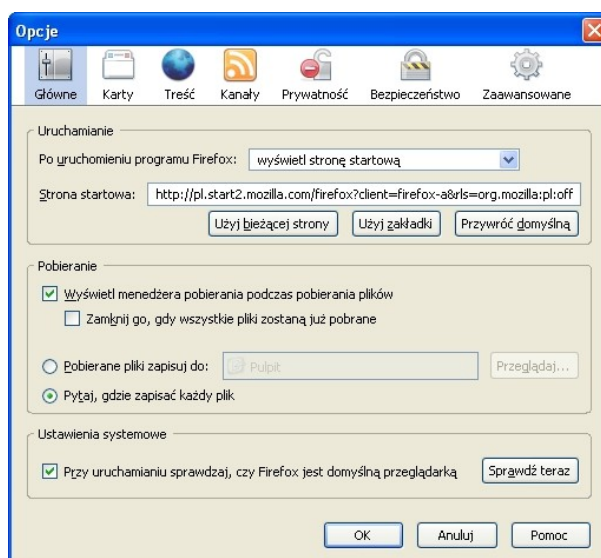 Opcje
Główne Karty Treść Kanały Prywatność Bezpieczeństwo Zaawansowane
Uruchamianie
Po uruchomieniu programu Firefox: wyświetl stronę startową
Strona startowa: http://pl.start2.mozilla.com/firefox?client=firefox-a&rls=org.mozilla:pl:off
Użyj bieżącej strony Użyj zakładki Przywróć domyślną
Pobieranie
Wyświetl menedżera pobierania podczas pobierania plików
Zamknij go, gdy wszystkie pliki zostaną już pobrane
Pobierane pliki zapisuj do: Pulpit Przeglądaj...
Pytaj, gdzie zapisać każdy plik
Ustawienia systemowe
Przy uruchamianiu sprawdzaj, czy Firefox jest domyślną przeglądarką Sprawdź teraz
OK Anuluj Pomoc